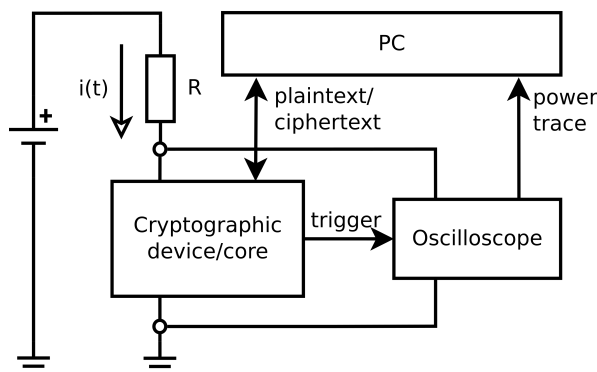 PC
+
i(t)
R
plaintext/
ciphertext
power
trace
Cryptographic
device/core
trigger
Oscilloscope